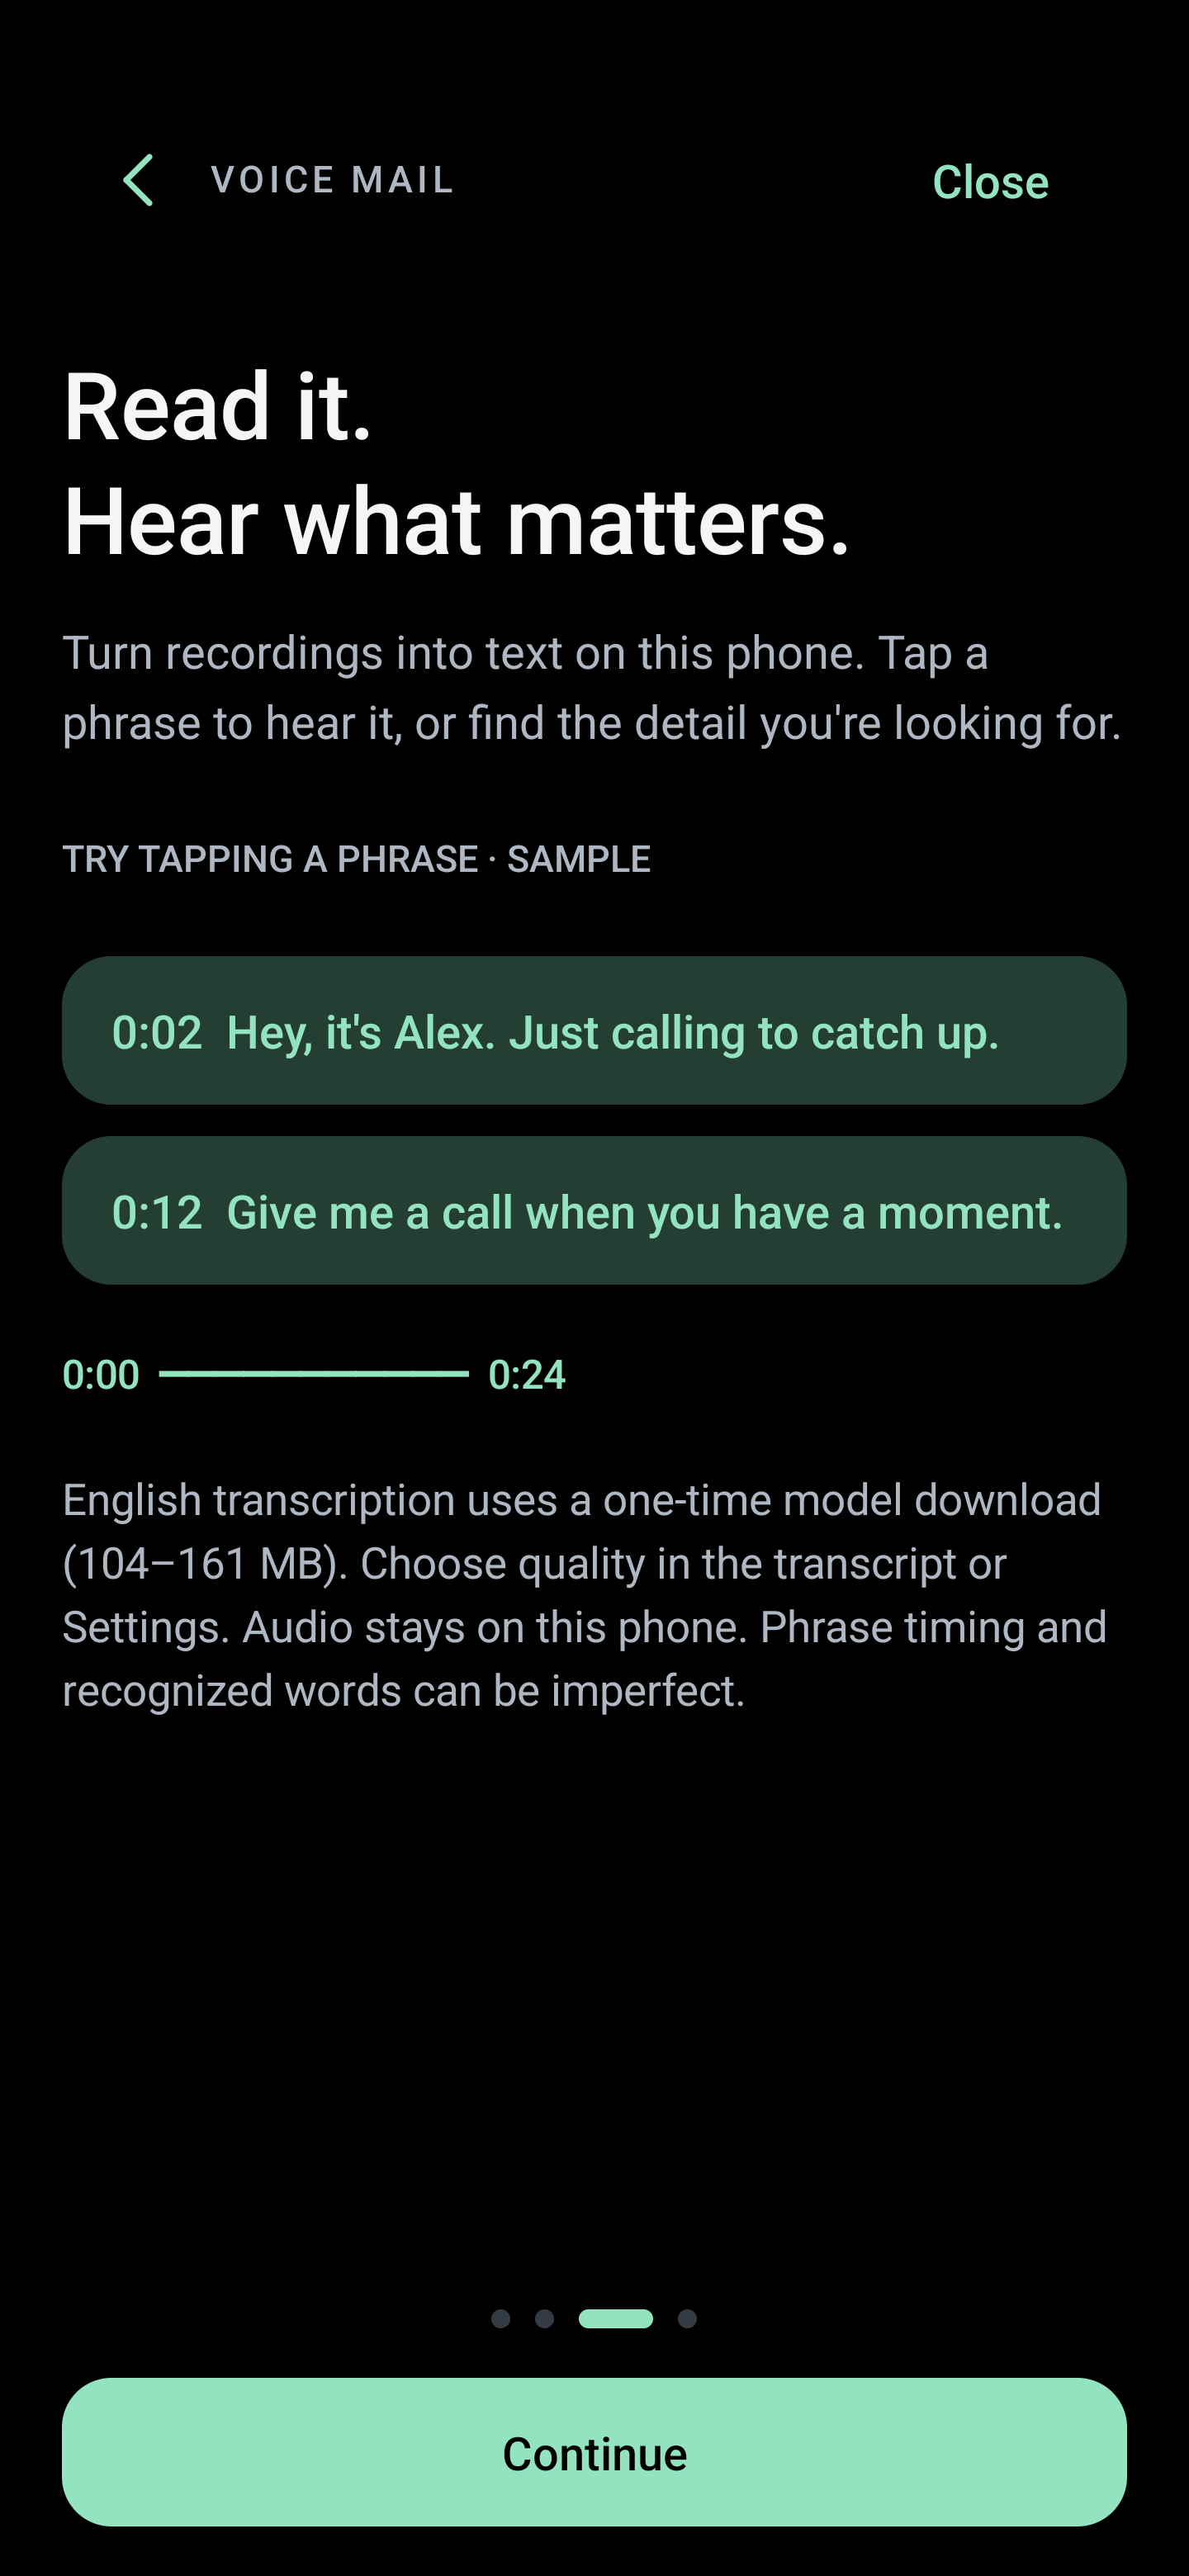 VOICE MAIL
Close
Read it.
Hear what matters.
Turn recordings into text on this phone. Tap a
phrase to hear it, or find the detail you're looking for.
TRY TAPPING A PHRASE · SAMPLE
0:02 Hey, it's Alex. Just calling to catch up.
0:12 Give me a call when you have a moment.
0:00 0:24
English transcription uses a one-time model download
(104–161 MB). Choose quality in the transcript or
Settings. Audio stays on this phone. Phrase timing and
recognized words can be imperfect.
Continue